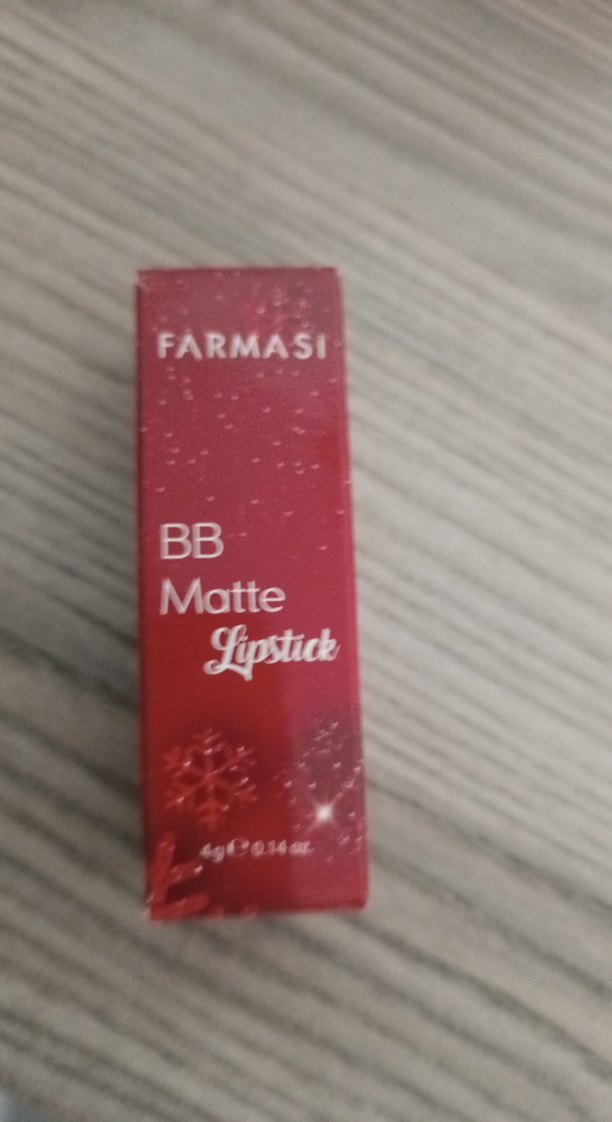 FARMASi
BB
Matte
Lipstick
4g ℮ 0.14 oz.